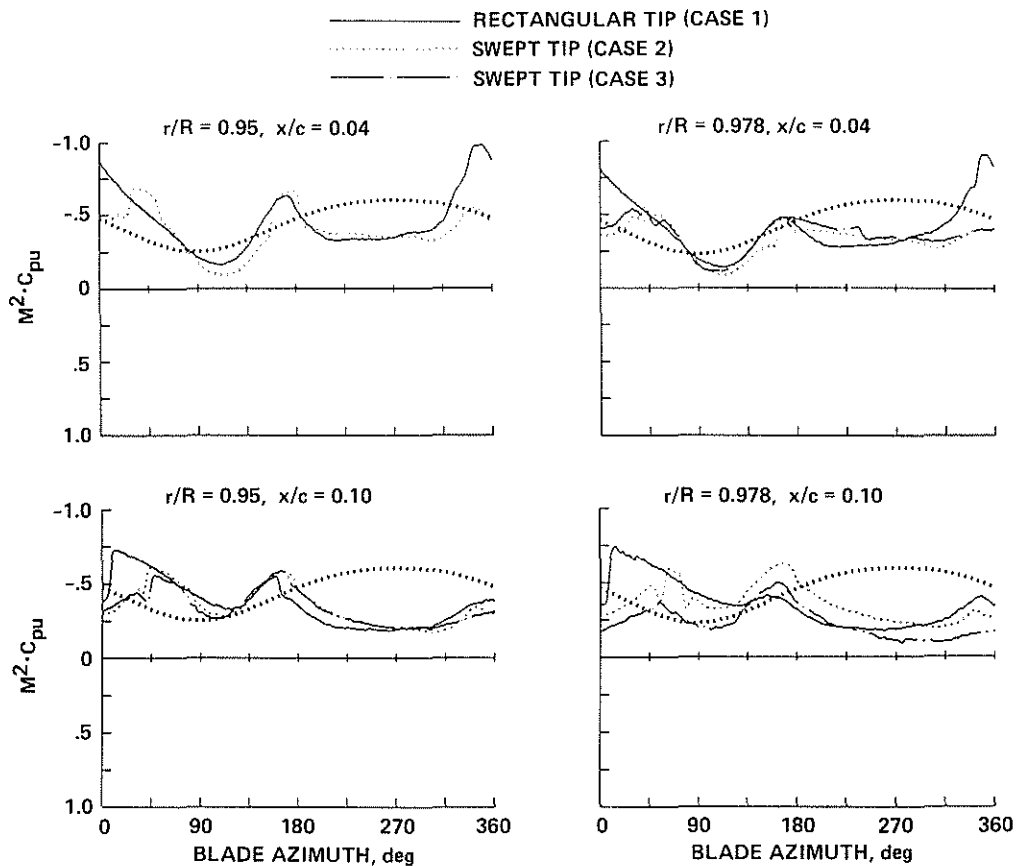 RECTANGULAR TIP (CASE 1)
SWEPT TIP (CASE 2)
SWEPT TIP (CASE 3)
r/R = 0.95, x/c = 0.04
r/R = 0.978, x/c = 0.04
-1.0
-.5
0
.5
1.0
M²·Cpu
r/R = 0.95, x/c = 0.10
r/R = 0.978, x/c = 0.10
-1.0
-.5
0
.5
1.0
M²·Cpu
0 90 180 270 360
0 90 180 270 360
BLADE AZIMUTH, deg
BLADE AZIMUTH, deg